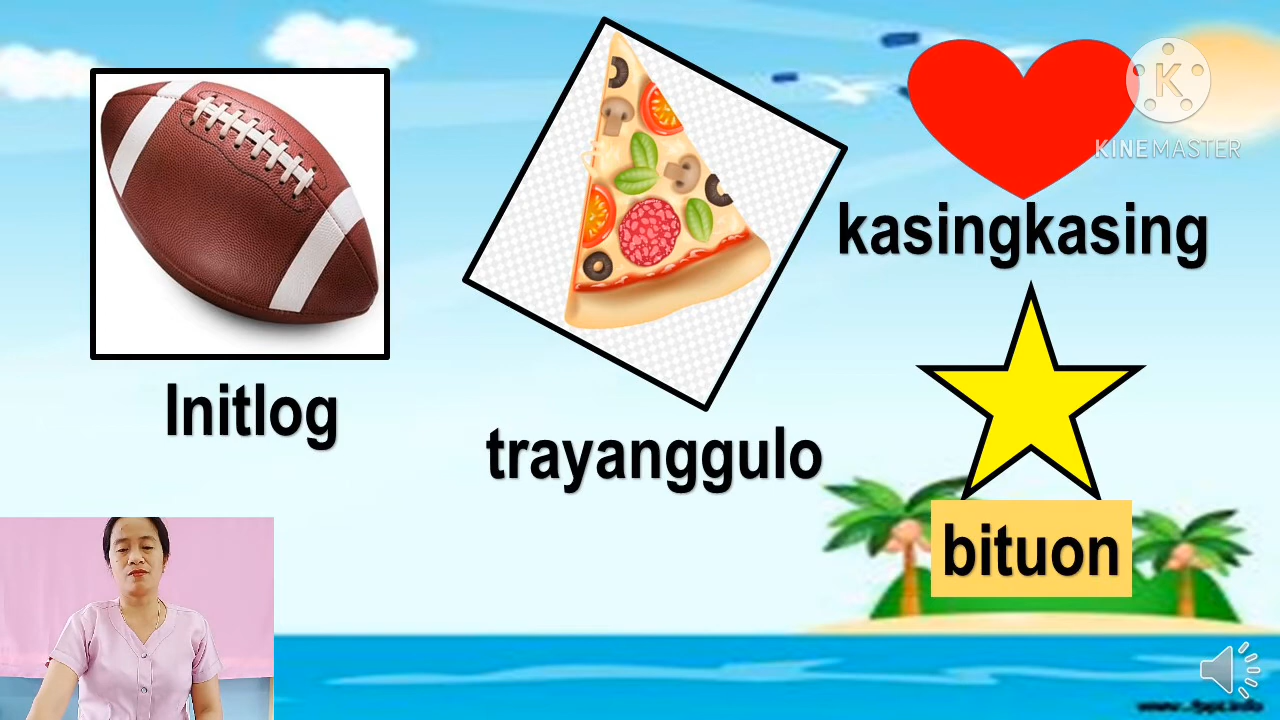 K
KINEMASTER
kasingkasing
Initlog
trayanggulo
bituon